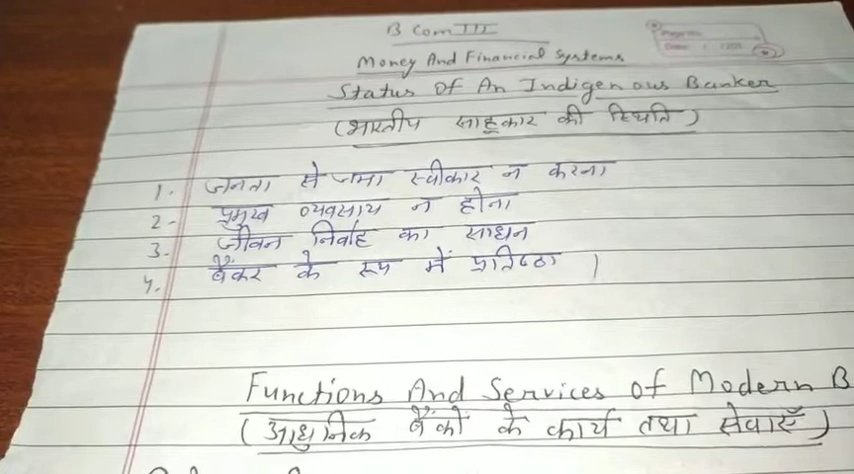 B Com III
Money And Financial Systems
Status Of An Indigenous Banker
(भारतीय साहूकार की स्थिति)
1. जनता से जमा स्वीकार न करना
2- प्रमुख व्यवसाय न होना
3. जीवन निर्वाह का साधन
4. बैंकर के रूप में प्रतिष्ठा ।
Functions And Services of Modern B
(आधुनिक बैंकों के कार्य तथा सेवाएँ)